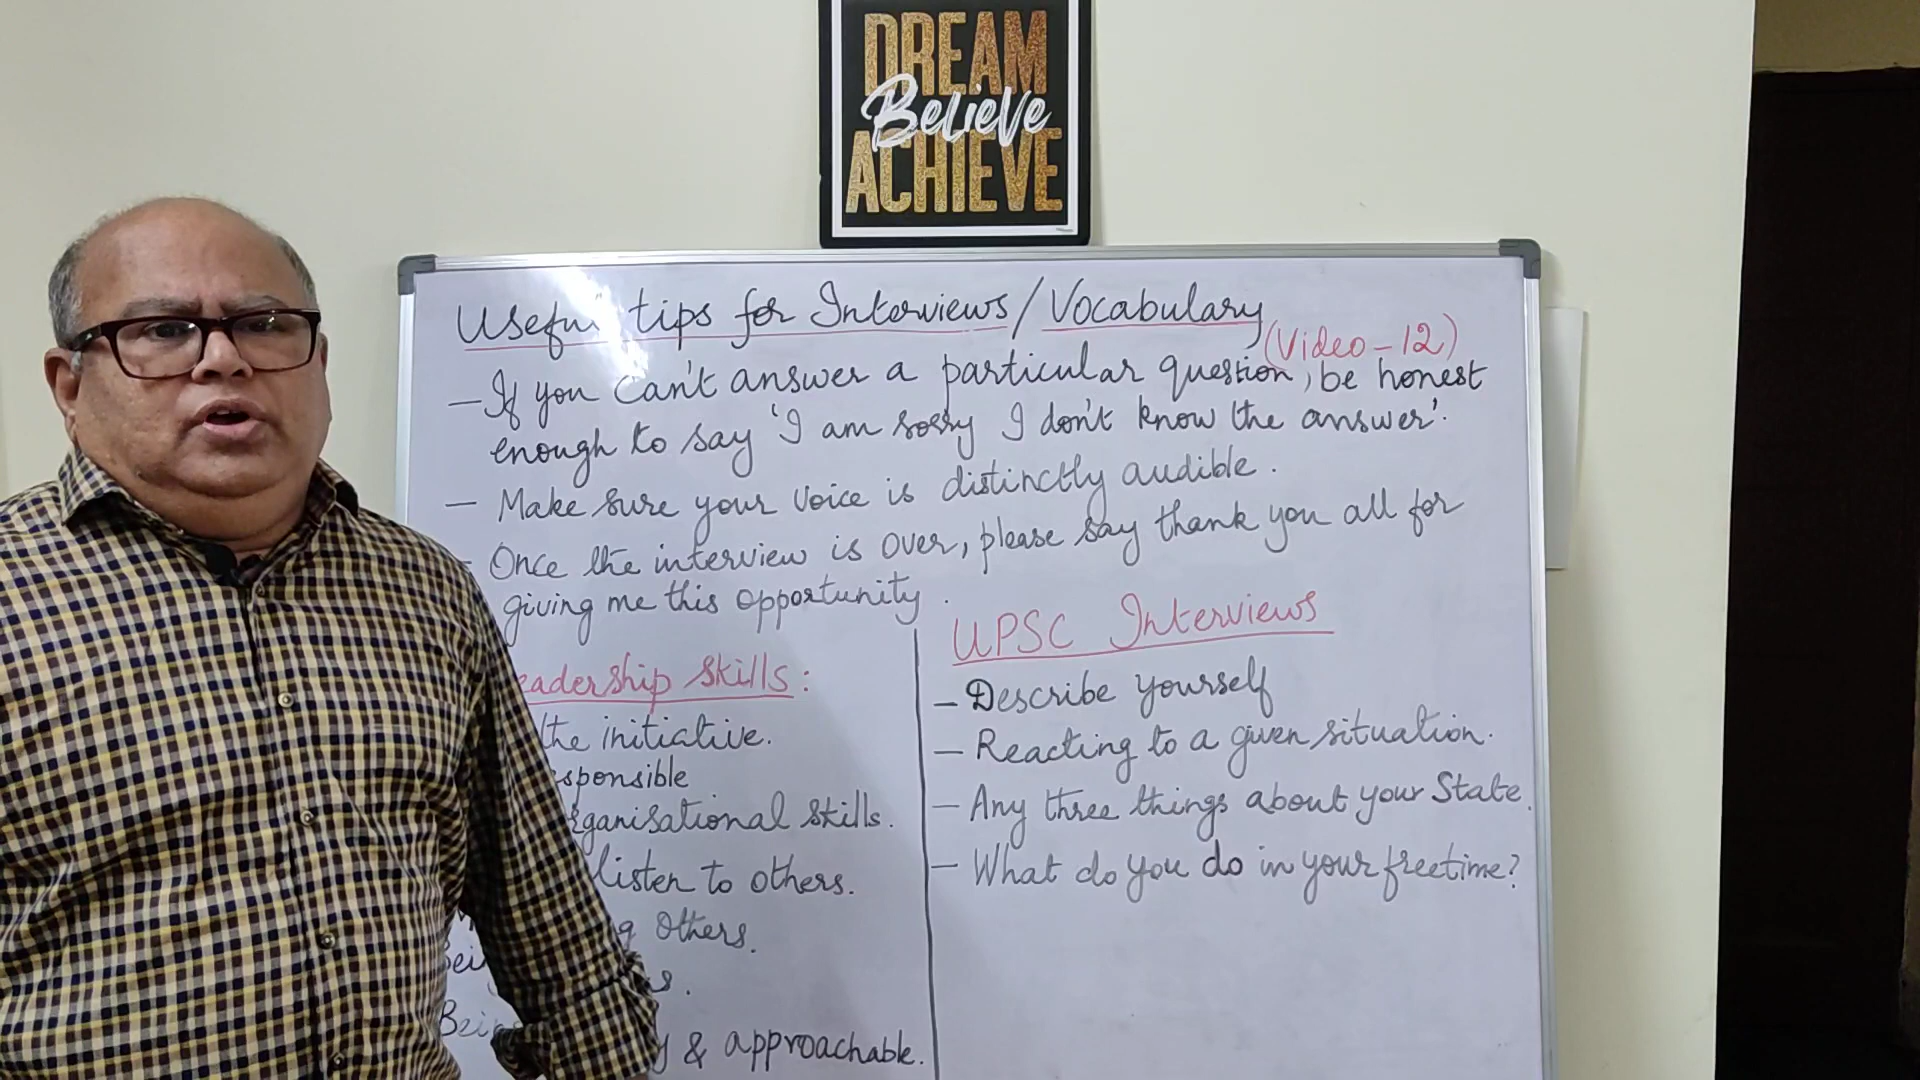 DREAM
Believe
ACHIEVE
Useful tips for Interviews/Vocabulary
(Video-12)
- If you can't answer a particular question, be honest
enough to say 'I am sorry I don't know the answer'.
- Make sure your voice is distinctly audible.
- Once the interview is over, please say thank you all for
giving me this opportunity.
eadership skills:
the initiative.
sponsible
ganisational skills.
listen to others.
g others.
Bei s.
Being y & approachable.
UPSC Interviews
- Describe yourself
- Reacting to a given situation.
- Any three things about your State.
- What do you do in your freetime?